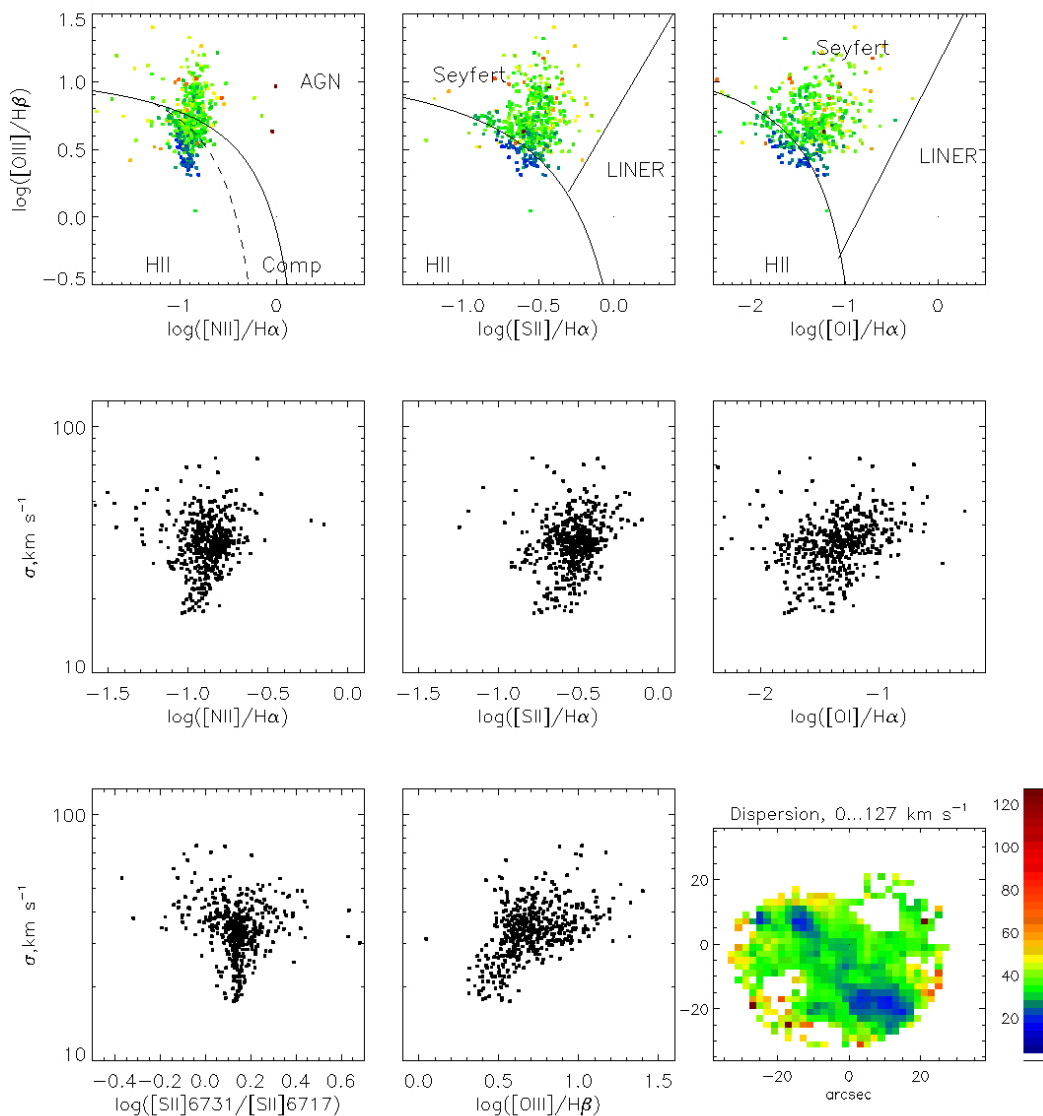 1.5
1.0
0.5
0.0
−0.5
log([OIII]/Hβ)
AGN
HII
Comp
−1
0
log([NII]/Hα)
Seyfert
LINER
HII
−1.0
−0.5
0.0
log([SII]/Hα)
Seyfert
LINER
HII
−2
−1
0
log([OI]/Hα)
100
10
σ,km s⁻¹
−1.5
−1.0
−0.5
0.0
log([NII]/Hα)
−1.5
−1.0
−0.5
0.0
log([SII]/Hα)
−2
−1
log([OI]/Hα)
100
10
σ,km s⁻¹
−0.4
−0.2
0.0
0.2
0.4
0.6
log([SII]6731/[SII]6717)
0.0
0.5
1.0
1.5
log([OIII]/Hβ)
Dispersion, 0...127 km s⁻¹
20
0
−20
−20
0
20
arcsec
120
100
80
60
40
20